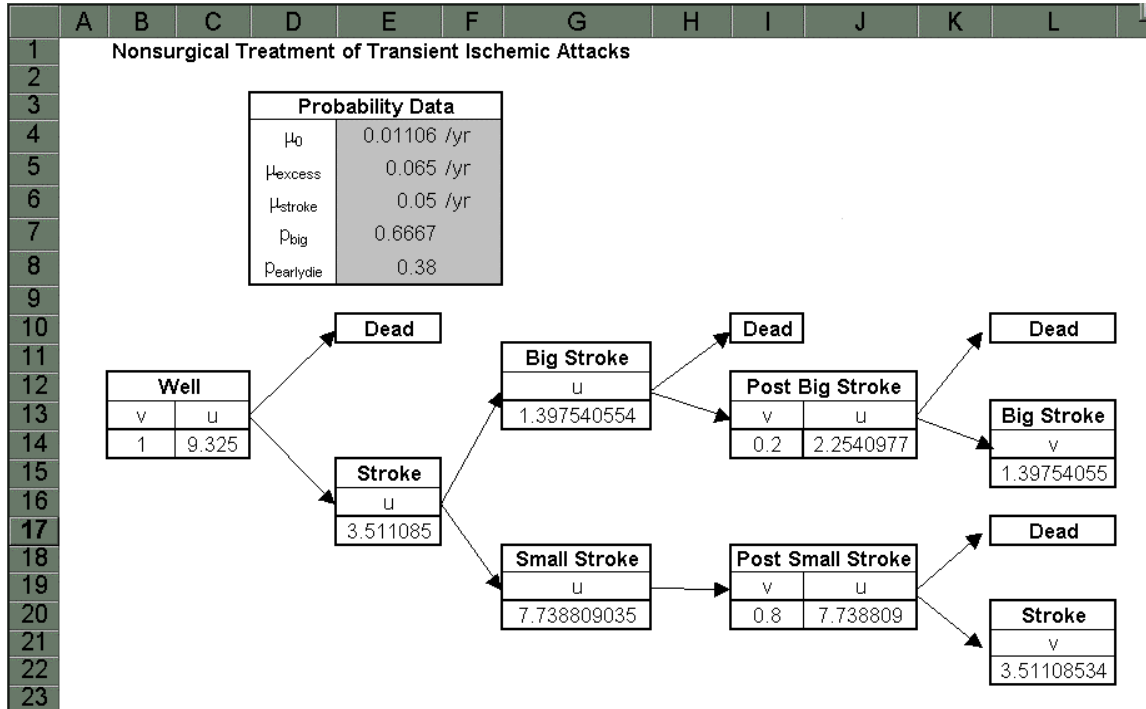 A B C D E F G H I J K L
1 Nonsurgical Treatment of Transient Ischemic Attacks
2
3 Probability Data
4 μ0 0.01106 /yr
5 μexcess 0.065 /yr
6 μstroke 0.05 /yr
7 pbig 0.6667
8 pearlydie 0.38
9
10 Dead Dead Dead
11 Big Stroke
12 Well u Post Big Stroke
13 v u 1.397540554 v u Big Stroke
14 1 9.325 0.2 2.2540977 v
15 Stroke 1.39754055
16 u
17 3.511085 Dead
18 Small Stroke Post Small Stroke
19 u v u
20 7.738809035 0.8 7.738809 Stroke
21 v
22 3.51108534
23